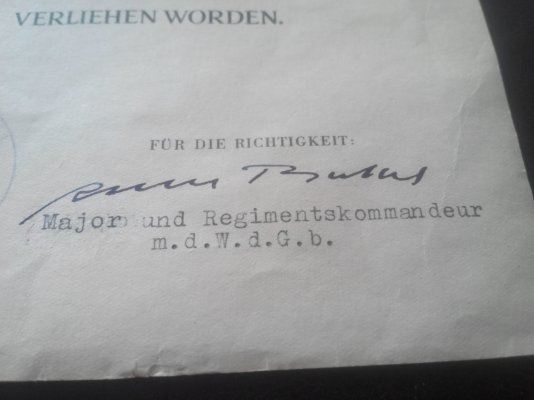 VERLIEHEN WORDEN.
FÜR DIE RICHTIGKEIT:
Major und Regimentskommandeur
m.d.W.d.G.b.